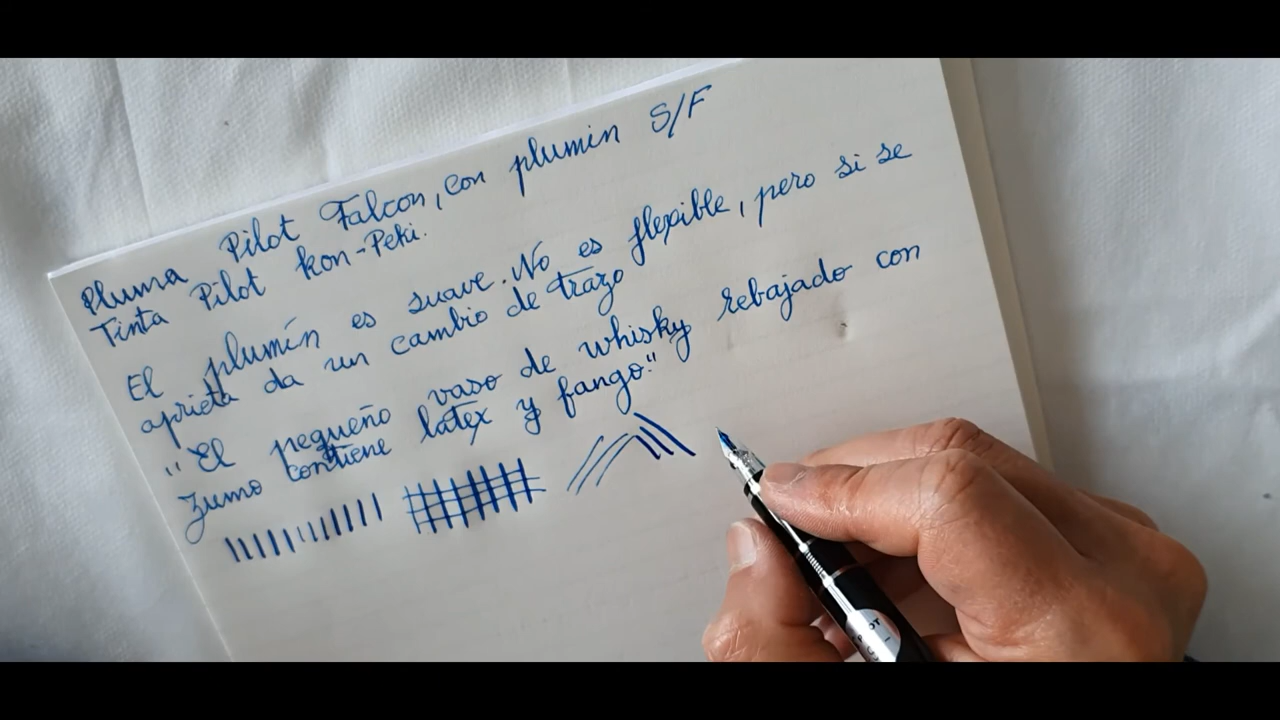 Pluma Pilot Falcon, con plumin S/F
Tinta Pilot kon-Peki.
El plumín es suave. No es flexible, pero si se
aprieta da un cambio de trazo
"El pequeño vaso de whisky rebajado con
zumo contiene latex y fango."